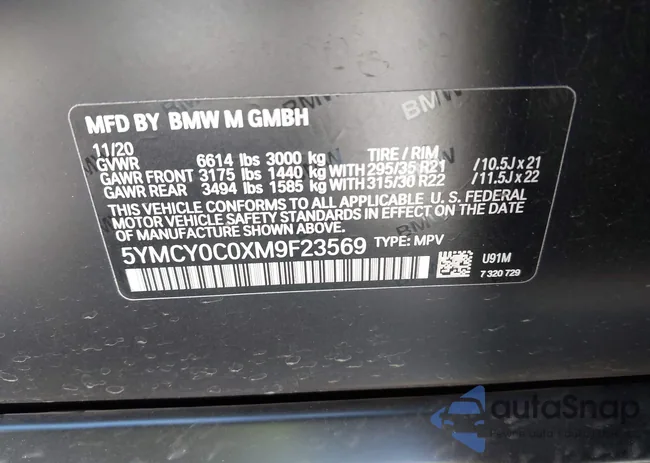 MFD BY BMW M GMBH
11/20 TIRE / RIM
GVWR 6614 lbs 3000 kg
GAWR FRONT 3175 lbs 1440 kg WITH 295/35 R21 /10.5J x 21
GAWR REAR 3494 lbs 1585 kg WITH 315/30 R22 /11.5J x 22
THIS VEHICLE CONFORMS TO ALL APPLICABLE U. S. FEDERAL
MOTOR VEHICLE SAFETY STANDARDS IN EFFECT ON THE DATE
OF MANUFACTURE SHOWN ABOVE.
5YMCY0C0XM9F23569 TYPE: MPV
U91M
7 320 729
BMW
BMW
autoSnap